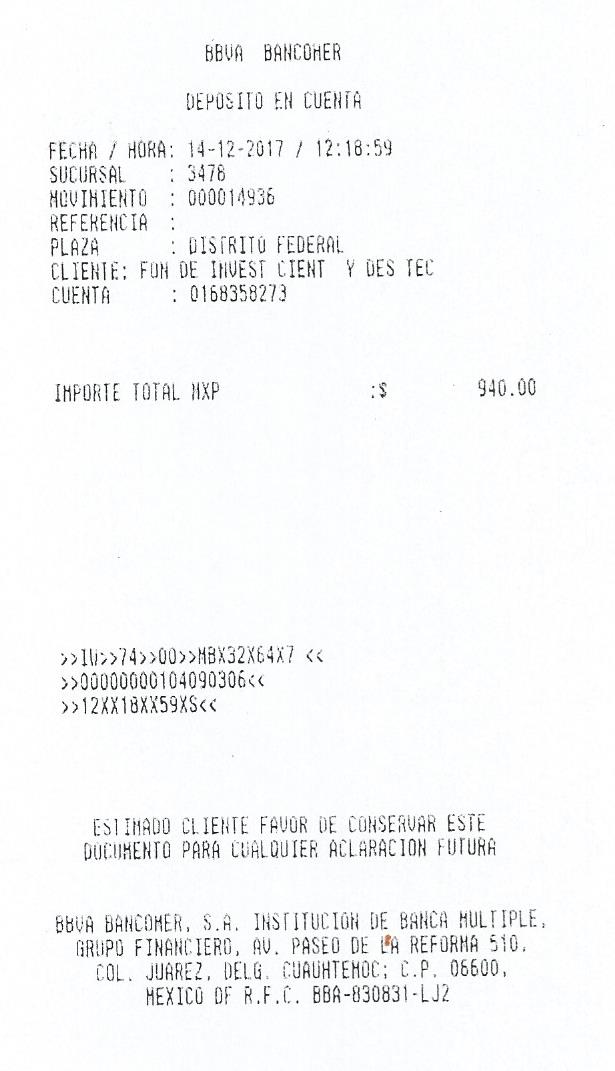 BBVA BANCOMER
DEPOSITO EN CUENTA
FECHA / HORA: 14-12-2017 / 12:18:59
SUCURSAL : 3478
MOVIMIENTO : 000014936
REFERENCIA :
PLAZA : DISTRITO FEDERAL
CLIENTE: FON DE INVEST CIENT Y DES TEC
CUENTA : 0168358273
IMPORTE TOTAL MXP :$ 940.00
>>IW>>74>>00>>MBX32X64X7 <<
>>00000000104090306<<
>>12XX18XX59XS<<
ESTIMADO CLIENTE FAVOR DE CONSERVAR ESTE
DOCUMENTO PARA CUALQUIER ACLARACION FUTURA
BBVA BANCOMER, S.A. INSTITUCION DE BANCA MULTIPLE,
GRUPO FINANCIERO, AV. PASEO DE LA REFORMA 510,
COL. JUAREZ, DELG. CUAUHTEMOC; C.P. 06600,
MEXICO DF R.F.C. BBA-830831-LJ2